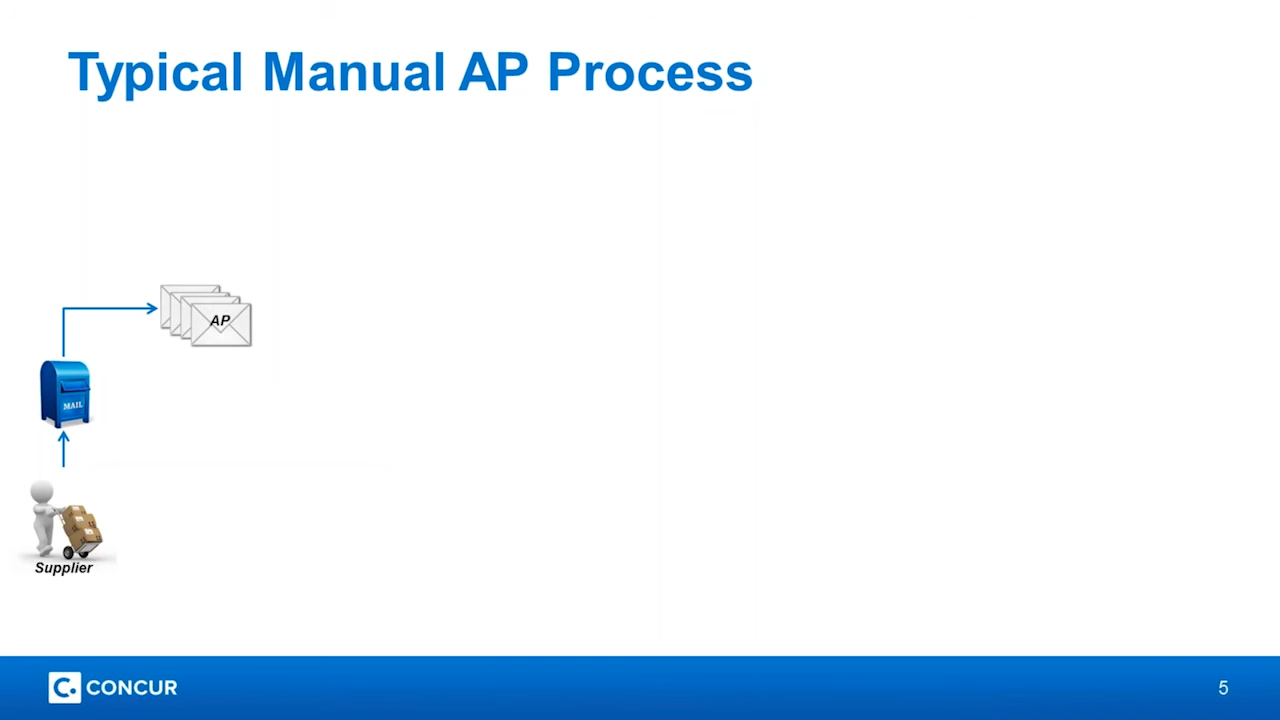 Typical Manual AP Process
AP
MAIL
Supplier
C. CONCUR
5